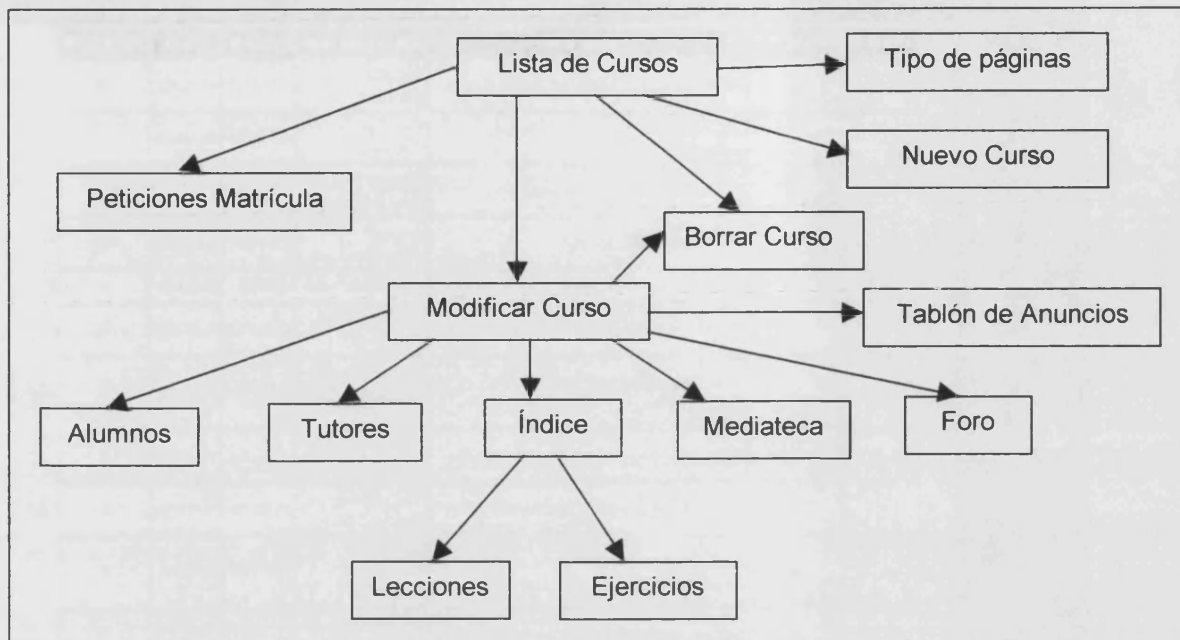 Lista de Cursos
Tipo de páginas
Nuevo Curso
Peticiones Matrícula
Borrar Curso
Modificar Curso
Tablón de Anuncios
Alumnos
Tutores
Índice
Mediateca
Foro
Lecciones
Ejercicios